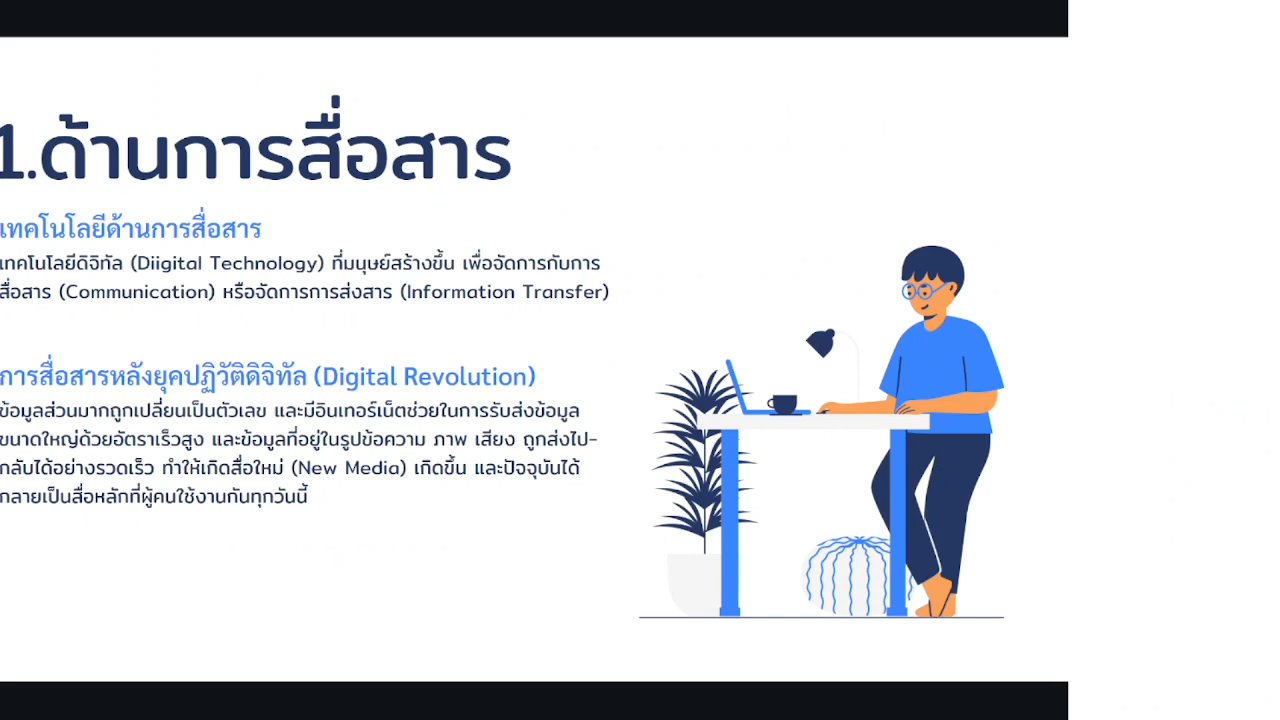 1.ด้านการสื่อสาร
เทคโนโลยีด้านการสื่อสาร
เทคโนโลยีดิจิทัล (Diigital Technology) ที่มนุษย์สร้างขึ้น เพื่อจัดการกับการ
สื่อสาร (Communication) หรือจัดการการส่งสาร (Information Transfer)
การสื่อสารหลังยุคปฏิวัติดิจิทัล (Digital Revolution)
ข้อมูลส่วนมากถูกเปลี่ยนเป็นตัวเลข และมีอินเทอร์เน็ตช่วยในการรับส่งข้อมูล
ขนาดใหญ่ด้วยอัตราเร็วสูง และข้อมูลที่อยู่ในรูปข้อความ ภาพ เสียง ถูกส่งไป-
กลับได้อย่างรวดเร็ว ทำให้เกิดสื่อใหม่ (New Media) เกิดขึ้น และปัจจุบันได้
กลายเป็นสื่อหลักที่ผู้คนใช้งานกันทุกวันนี้